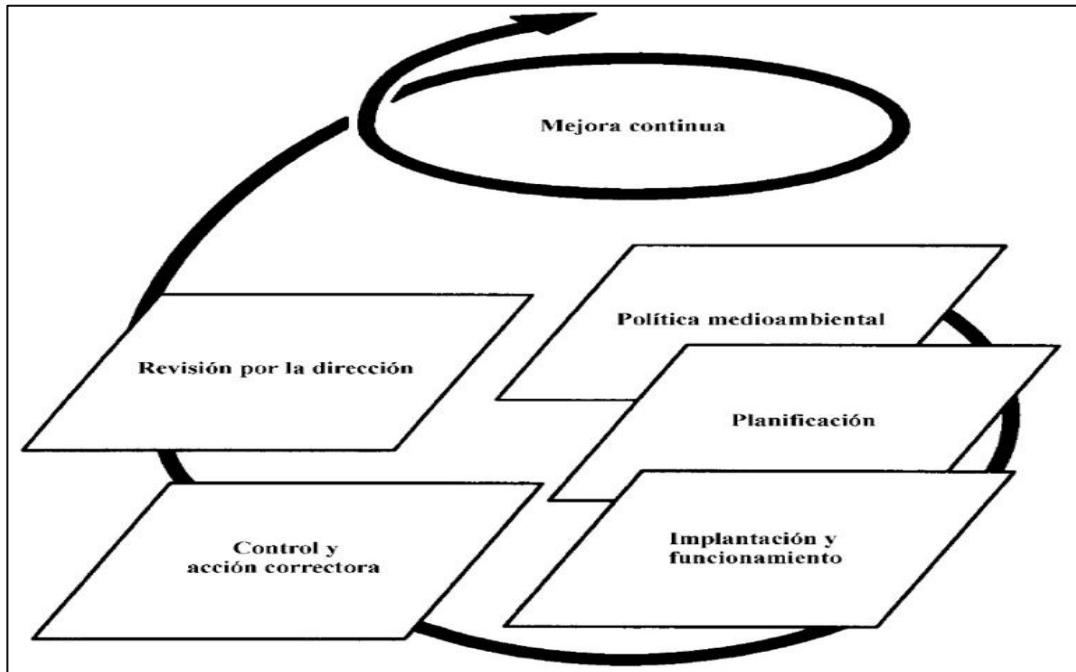 Mejora continua
Política medioambiental
Planificación
Implantación y
funcionamiento
Control y
acción correctora
Revisión por la dirección